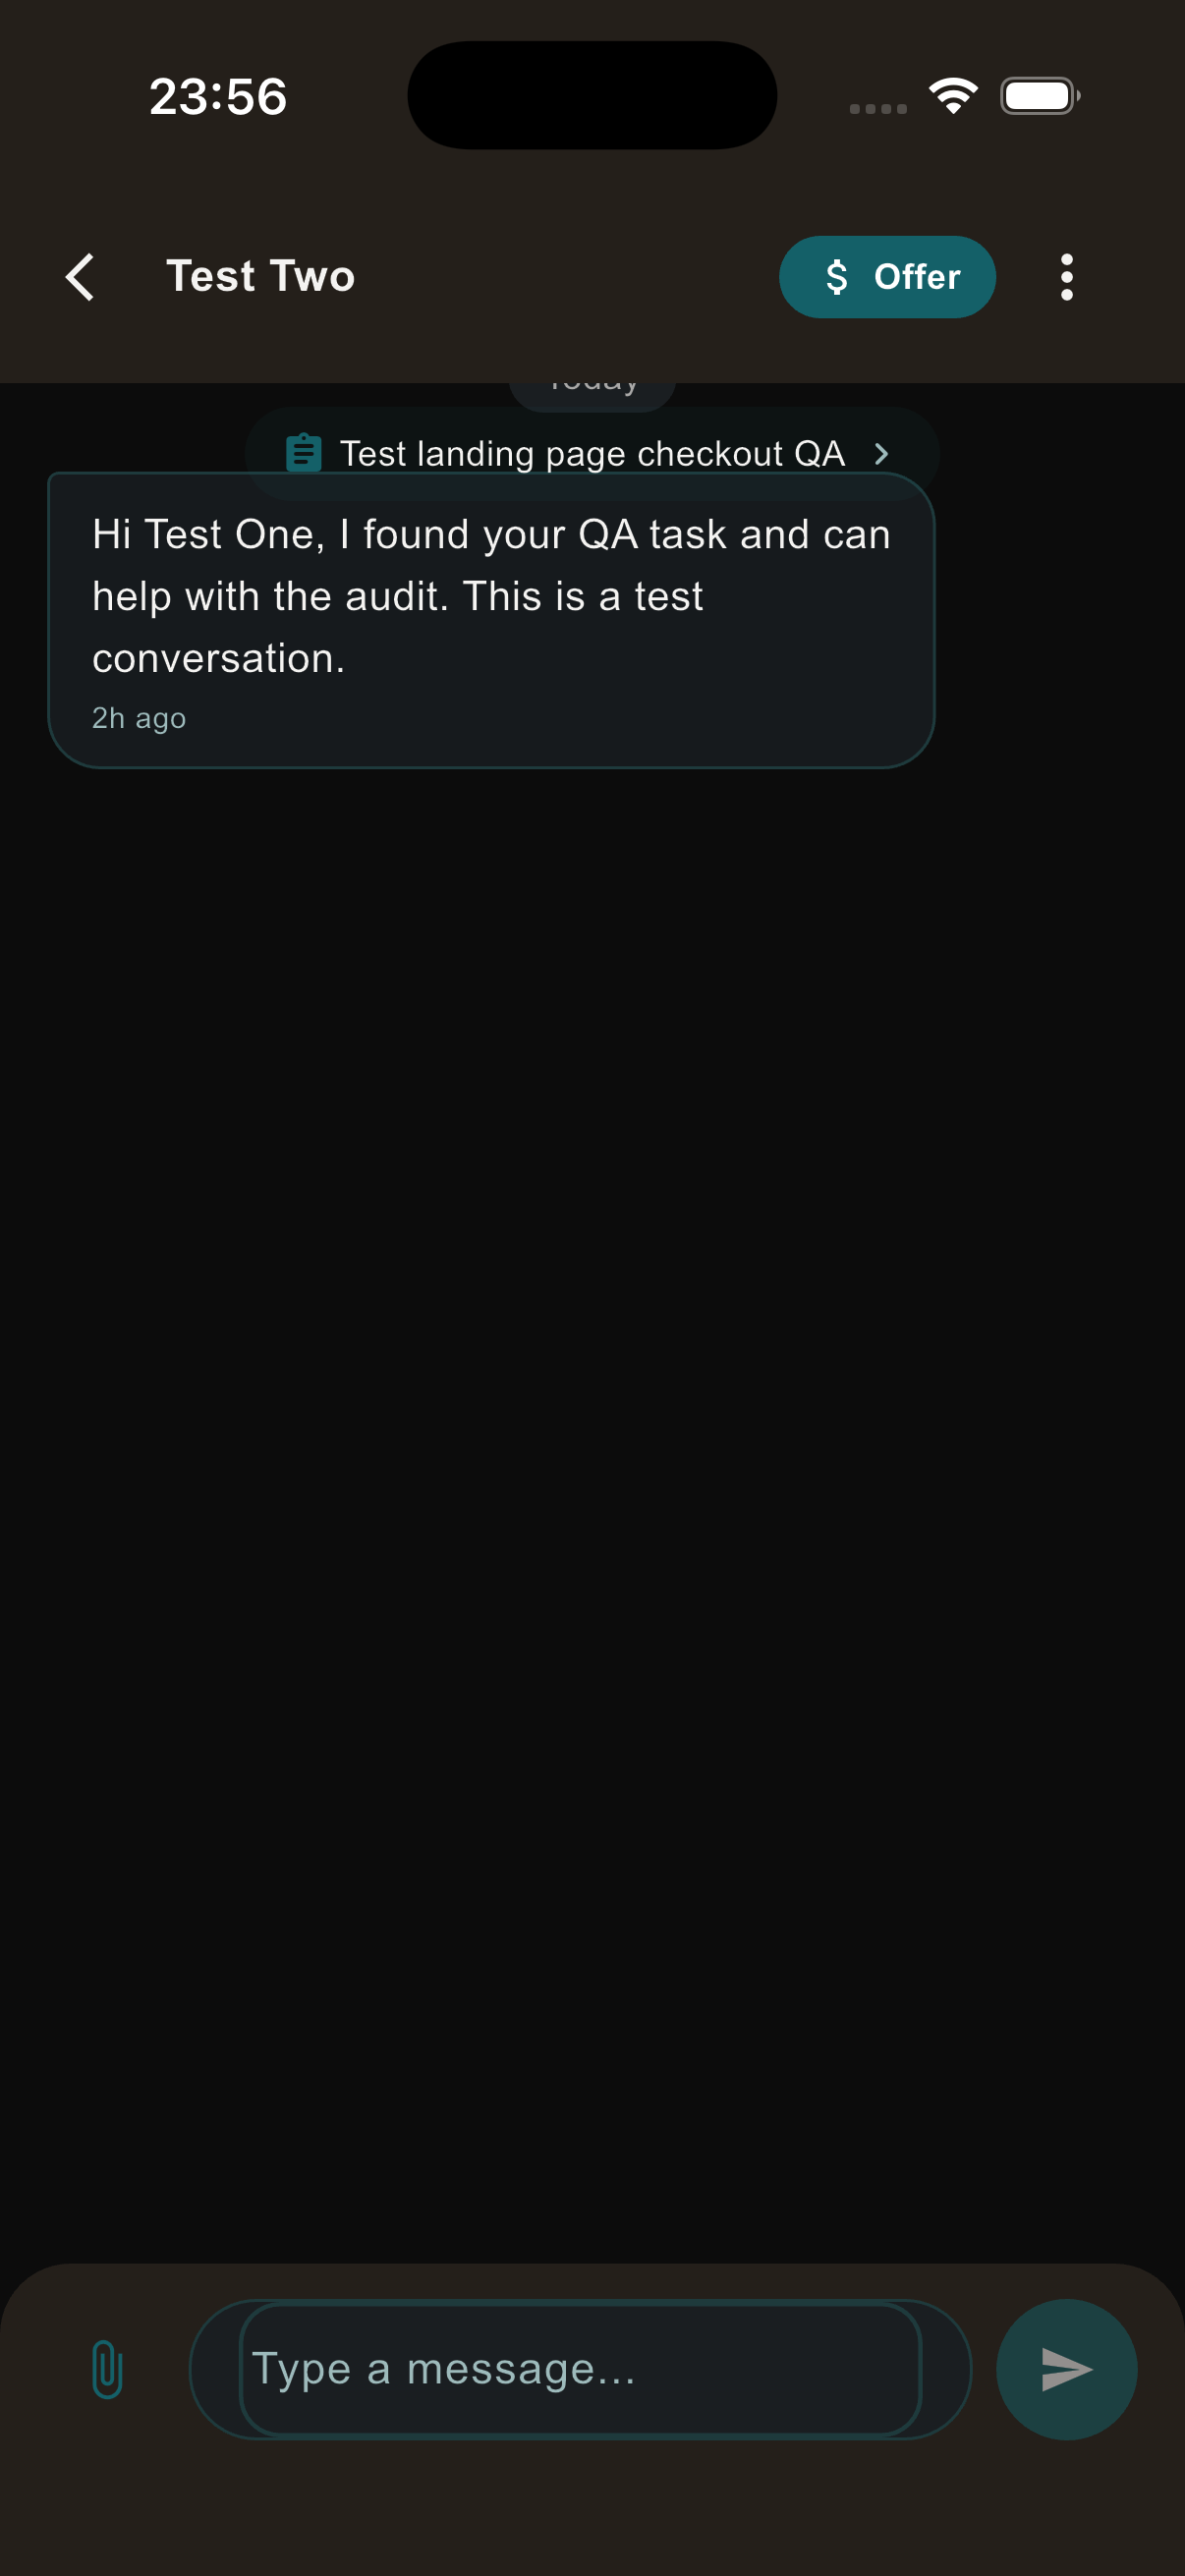 23:56
Test Two
$ Offer
Today
Test landing page checkout QA
Hi Test One, I found your QA task and can
help with the audit. This is a test
conversation.
2h ago
Type a message...